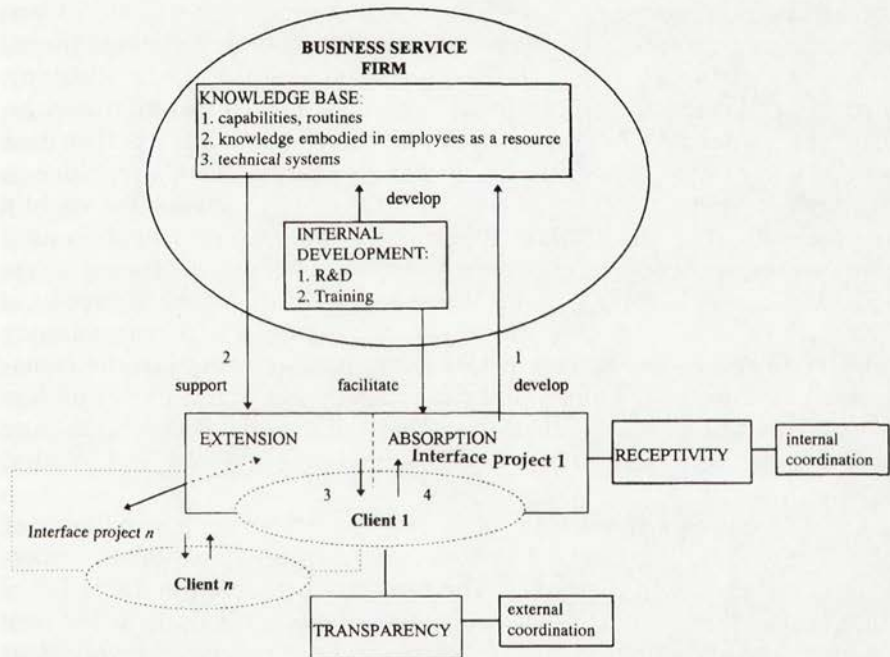 BUSINESS SERVICE
FIRM
KNOWLEDGE BASE:
1. capabilities, routines
2. knowledge embodied in employees as a resource
3. technical systems
develop
INTERNAL
DEVELOPMENT:
1. R&D
2. Training
2
support
facilitate
1
develop
EXTENSION
ABSORPTION
Interface project 1
RECEPTIVITY
internal
coordination
3
4
Client 1
Interface project n
Client n
TRANSPARENCY
external
coordination